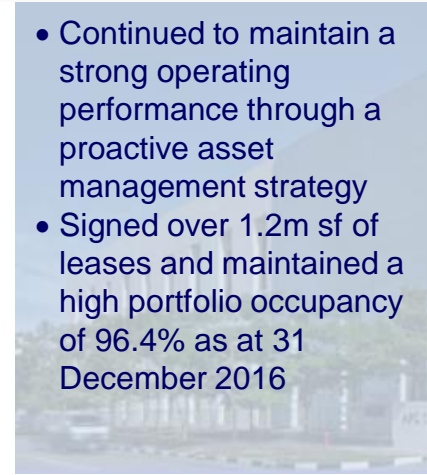 • Continued to maintain a
strong operating
performance through a
proactive asset
management strategy
• Signed over 1.2m sf of
leases and maintained a
high portfolio occupancy
of 96.4% as at 31
December 2016